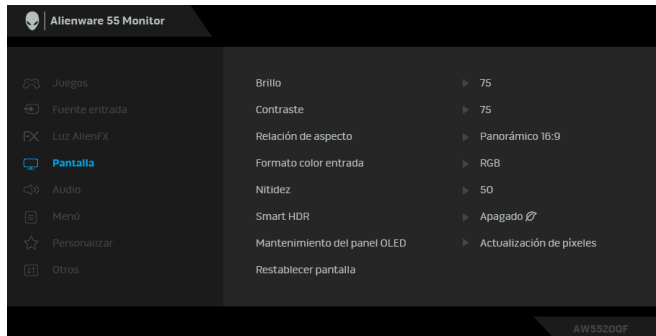 Alienware 55 Monitor
Juegos
Fuente entrada
FX Luz AlienFX
Pantalla
Audio
Menú
Personalizar
Otros
Brillo 75
Contraste 75
Relación de aspecto Panorámico 16:9
Formato color entrada RGB
Nitidez 50
Smart HDR Apagado
Mantenimiento del panel OLED Actualización de píxeles
Restablecer pantalla
AW5520QF